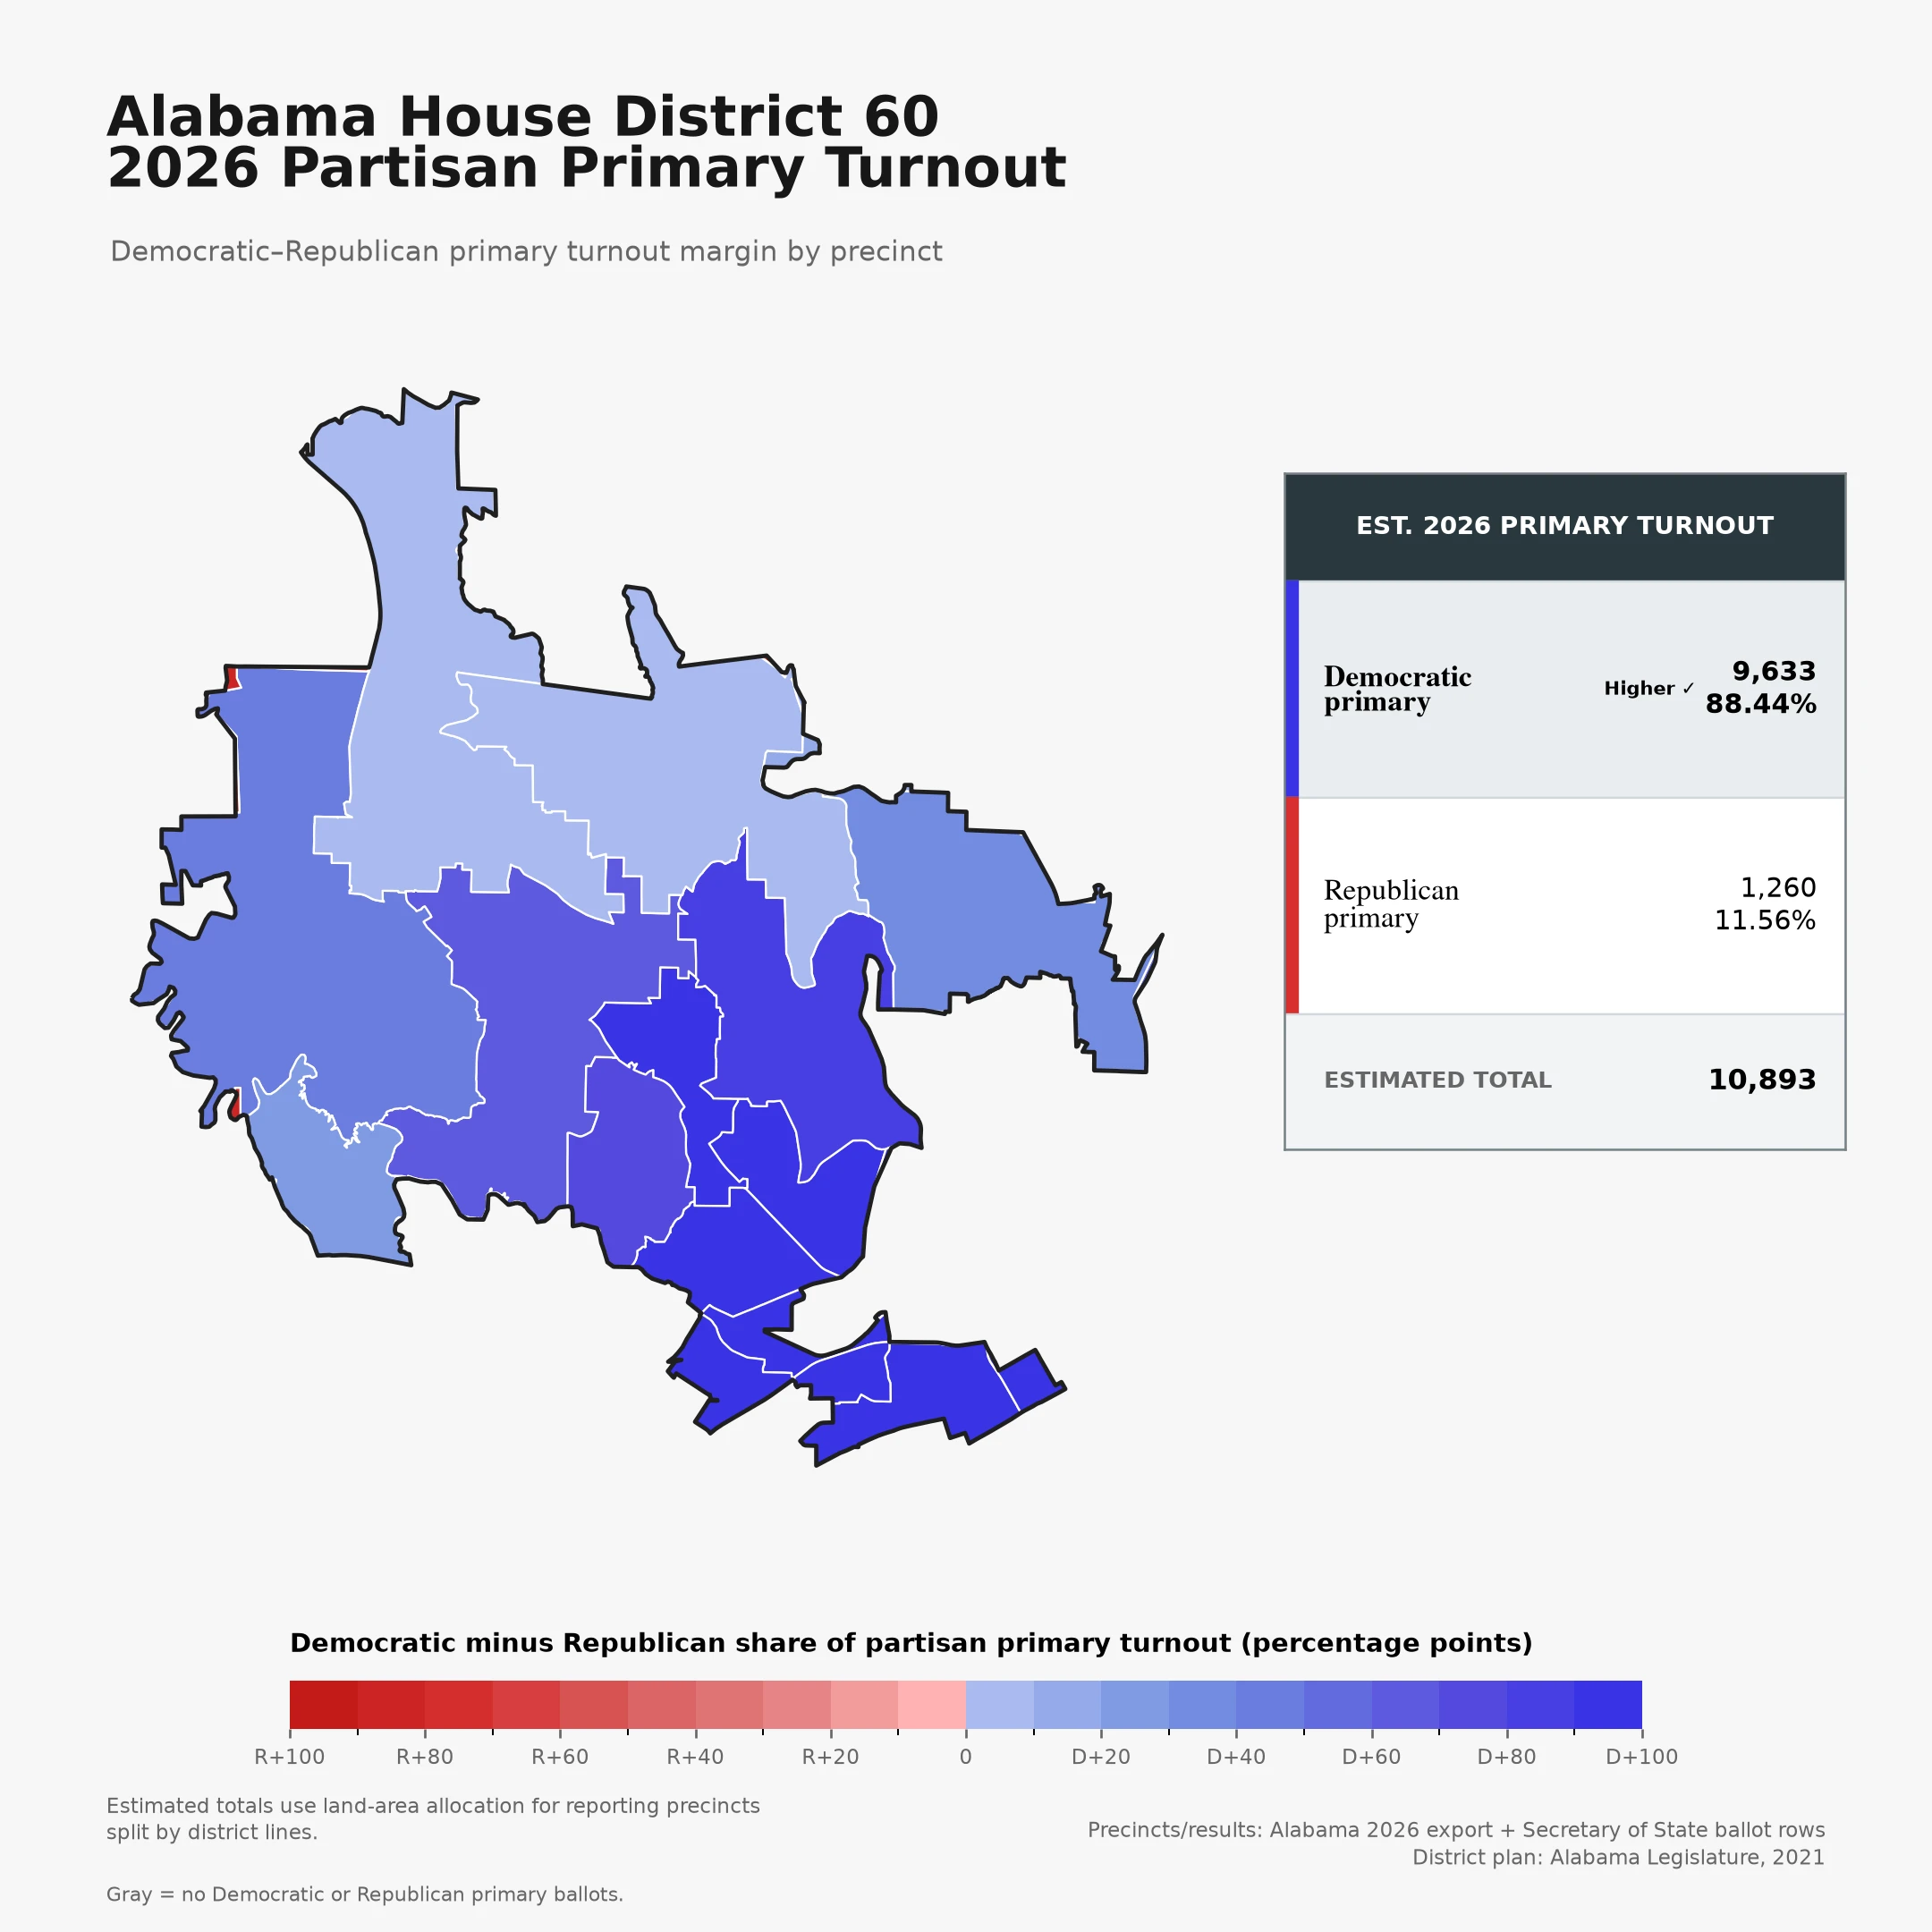 Alabama House District 60
2026 Partisan Primary Turnout
Democratic–Republican primary turnout margin by precinct
EST. 2026 PRIMARY TURNOUT
Democratic
primary
Higher ✓
9,633
88.44%
Republican
primary
1,260
11.56%
ESTIMATED TOTAL
10,893
Democratic minus Republican share of partisan primary turnout (percentage points)
R+100 R+80 R+60 R+40 R+20 0 D+20 D+40 D+60 D+80 D+100
Estimated totals use land-area allocation for reporting precincts
split by district lines.
Gray = no Democratic or Republican primary ballots.
Precincts/results: Alabama 2026 export + Secretary of State ballot rows
District plan: Alabama Legislature, 2021